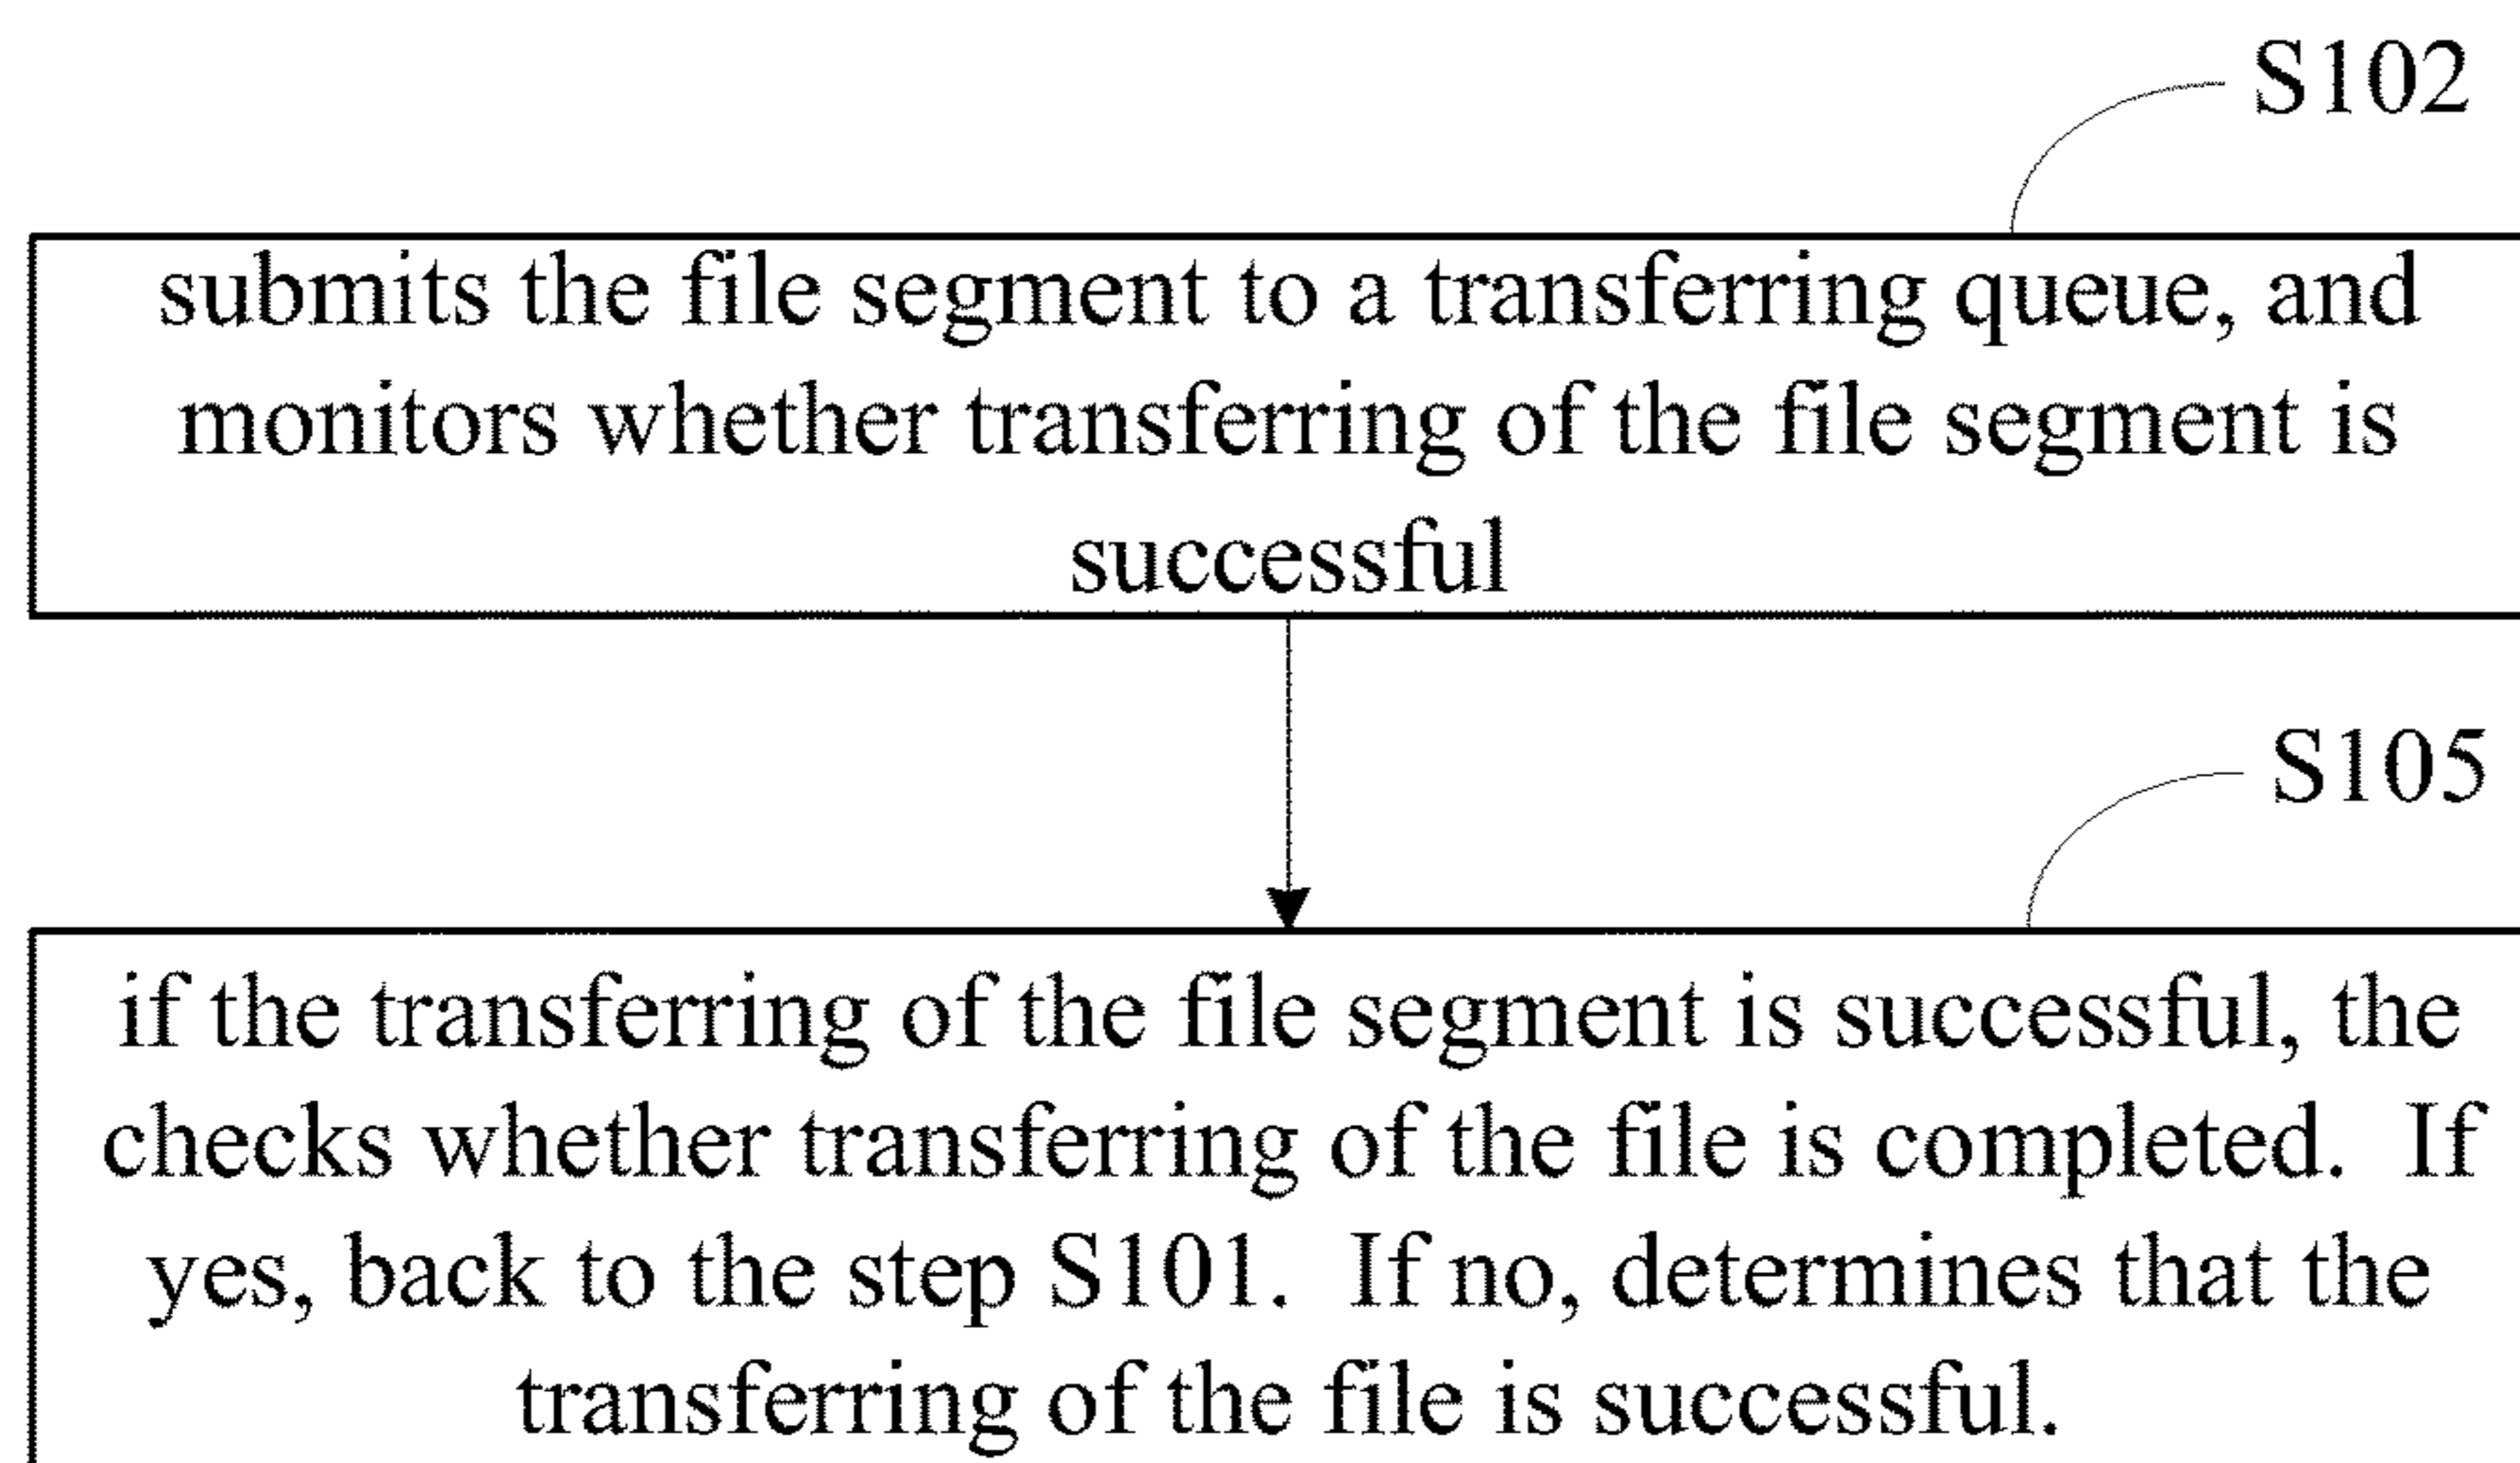 S102
submits the file segment to a transferring queue, and
monitors whether transferring of the file segment is
successful
S105
if the transferring of the file segment is successful, the
checks whether transferring of the file is completed. If
yes, back to the step S101. If no, determines that the
transferring of the file is successful.